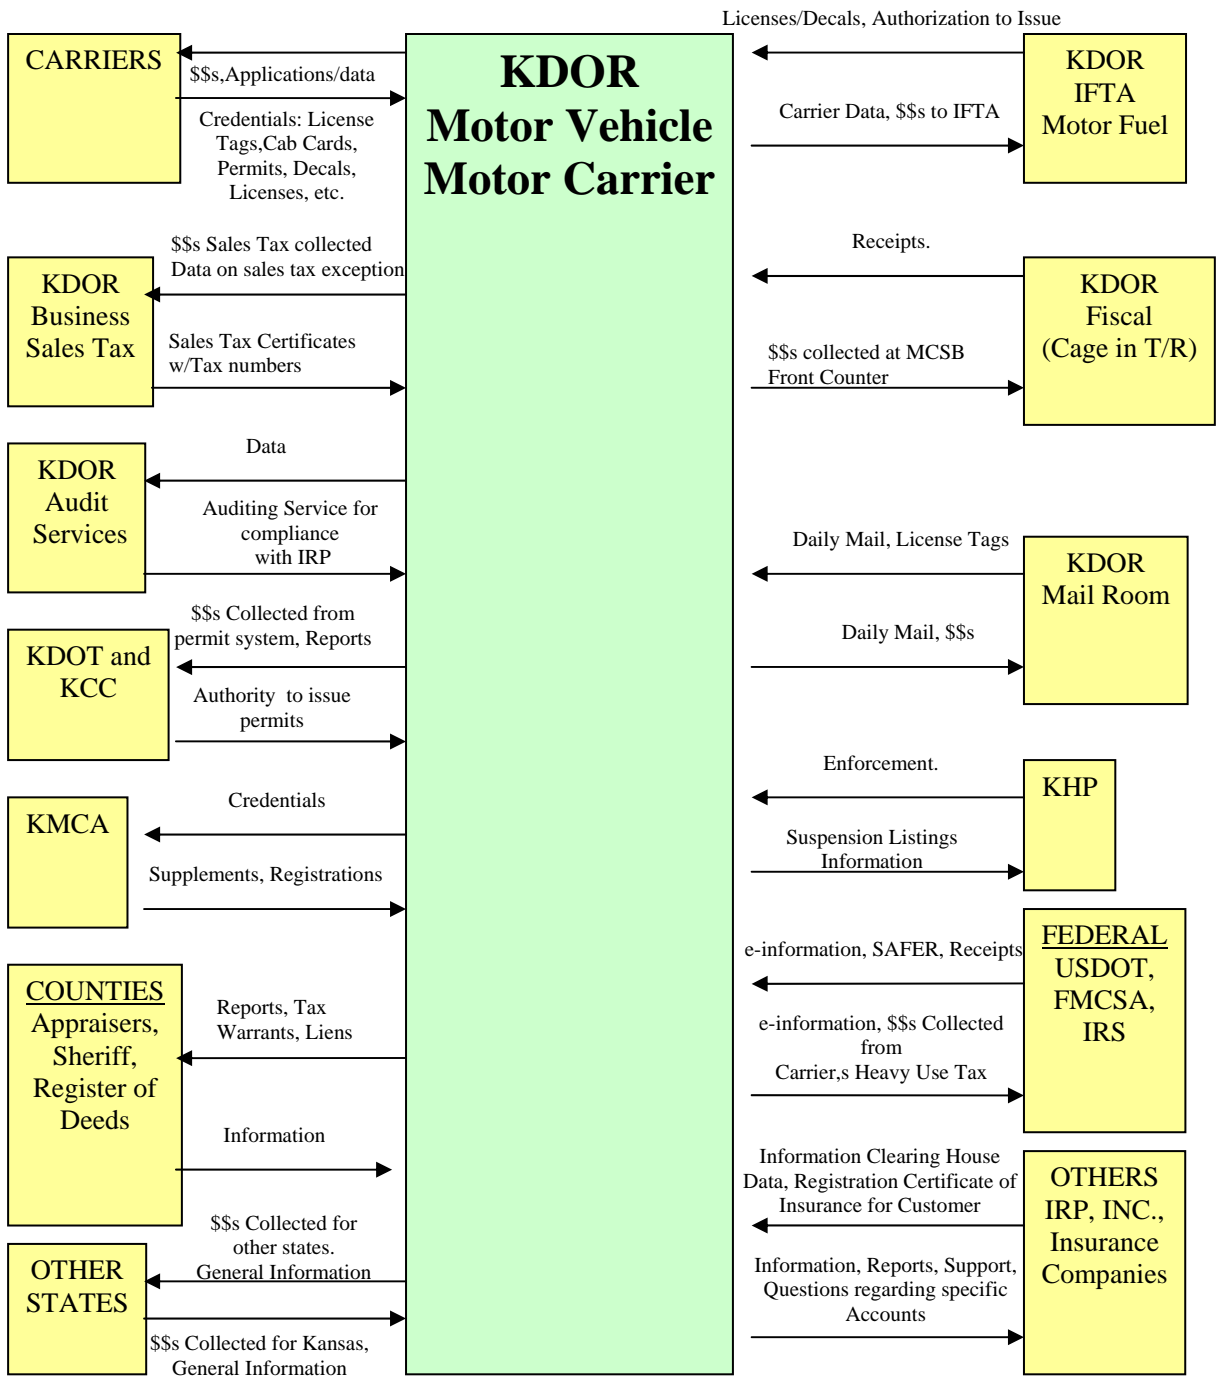 Licenses/Decals, Authorization to Issue
CARRIERS
$$s,Applications/data
Credentials: License
Tags,Cab Cards,
Permits, Decals,
Licenses, etc.
KDOR
Motor Vehicle
Motor Carrier
KDOR
IFTA
Motor Fuel
Carrier Data, $$s to IFTA
$$s Sales Tax collected
Data on sales tax exception
KDOR
Business
Sales Tax
Sales Tax Certificates
w/Tax numbers
Receipts.
KDOR
Fiscal
(Cage in T/R)
$$s collected at MCSB
Front Counter
Data
KDOR
Audit
Services
Auditing Service for
compliance
with IRP
Daily Mail, License Tags
KDOR
Mail Room
Daily Mail, $$s
$$s Collected from
permit system, Reports
KDOT and
KCC
Authority  to issue
permits
Enforcement.
KHP
Suspension Listings
Information
Credentials
KMCA
Supplements, Registrations
e-information, SAFER, Receipts
FEDERAL
USDOT,
FMCSA,
IRS
e-information, $$s Collected
from
Carrier,s Heavy Use Tax
COUNTIES
Appraisers,
Sheriff,
Register of
Deeds
Reports, Tax
Warrants, Liens
Information
Information Clearing House
Data, Registration Certificate of
Insurance for Customer
OTHERS
IRP, INC.,
Insurance
Companies
Information, Reports, Support,
Questions regarding specific
Accounts
$$s Collected for
other states.
General Information
OTHER
STATES
$$s Collected for Kansas,
General Information